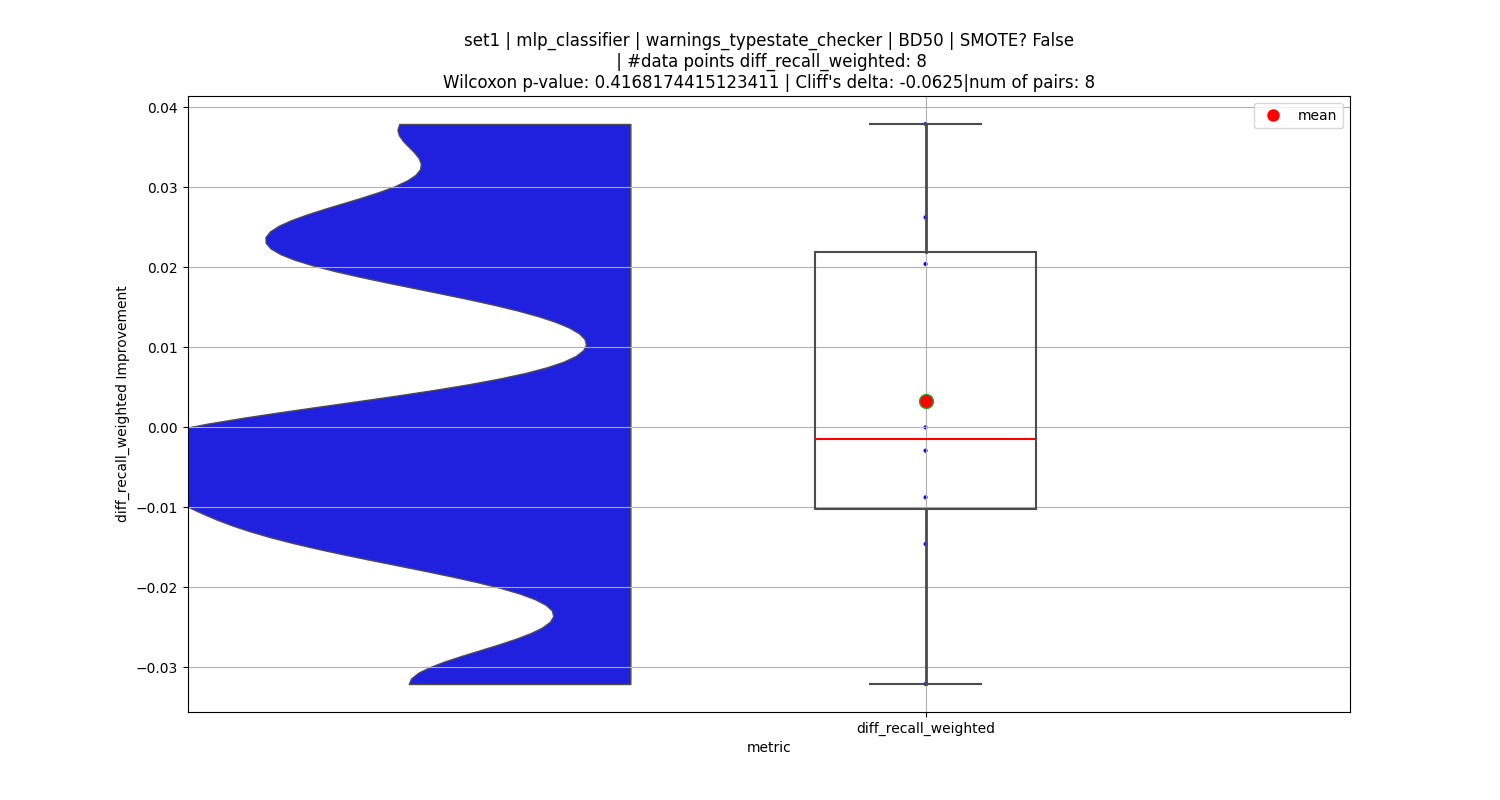 set1 | mlp_classifier | warnings_typestate_checker | BD50 | SMOTE? False
| #data points diff_recall_weighted: 8
Wilcoxon p-value: 0.4168174415123411 | Cliff's delta: -0.0625|num of pairs: 8
mean
0.04
0.03
0.02
0.01
0.00
−0.01
−0.02
−0.03
diff_recall_weighted Improvement
diff_recall_weighted
metric